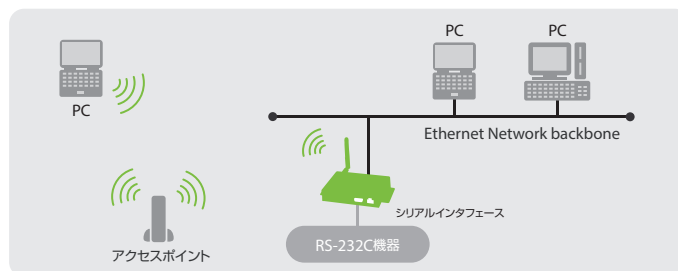 PC
PC
PC
Ethernet Network backbone
シリアルインタフェース
RS-232C機器
アクセスポイント